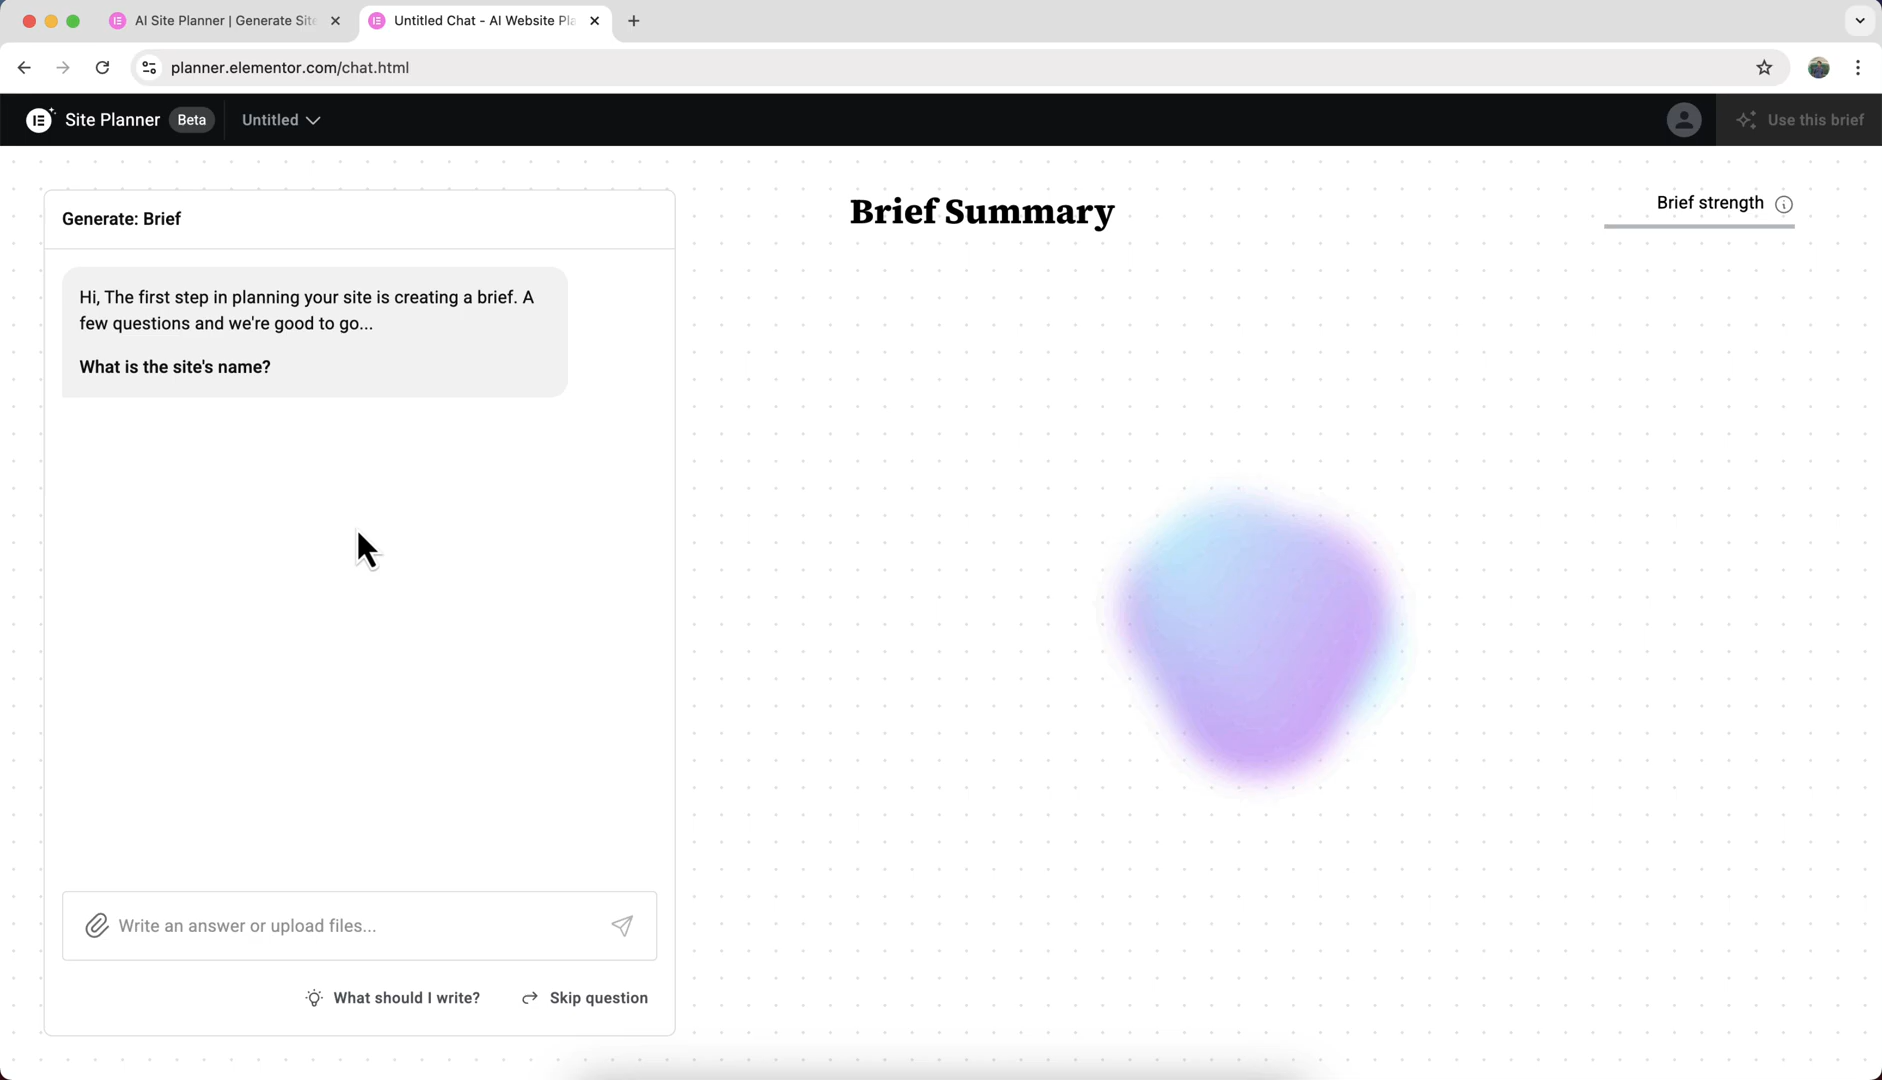 AI Site Planner | Generate Site
Untitled Chat - AI Website Pla
planner.elementor.com/chat.html
Site Planner
Beta
Untitled
Use this brief
Generate: Brief
Hi, The first step in planning your site is creating a brief. A
few questions and we're good to go...
What is the site's name?
Write an answer or upload files...
What should I write?
Skip question
Brief Summary
Brief strength